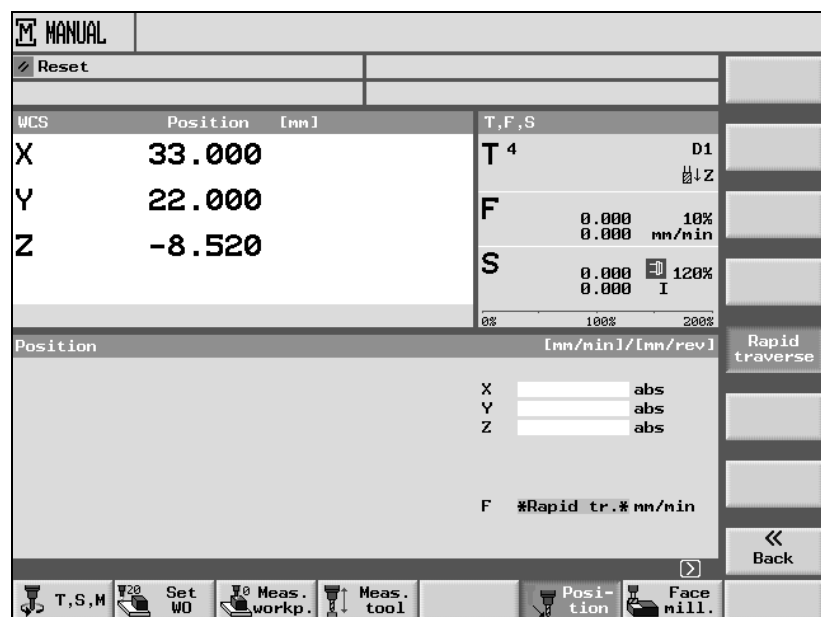 M MANUAL
Reset
WCS Position [mm]
X 33.000
Y 22.000
Z -8.520
T,F,S
T 4 D1
Z
F 0.000 10%
0.000 mm/min
S 0.000 120%
0.000 I
0% 100% 200%
Position [mm/min]/[mm/rev]
X abs
Y abs
Z abs
F *Rapid tr.* mm/min
Rapid
traverse
«
Back
T,S,M
T20 Set
WO
Meas.
workp.
Meas.
tool
Posi-
tion
Face
mill.